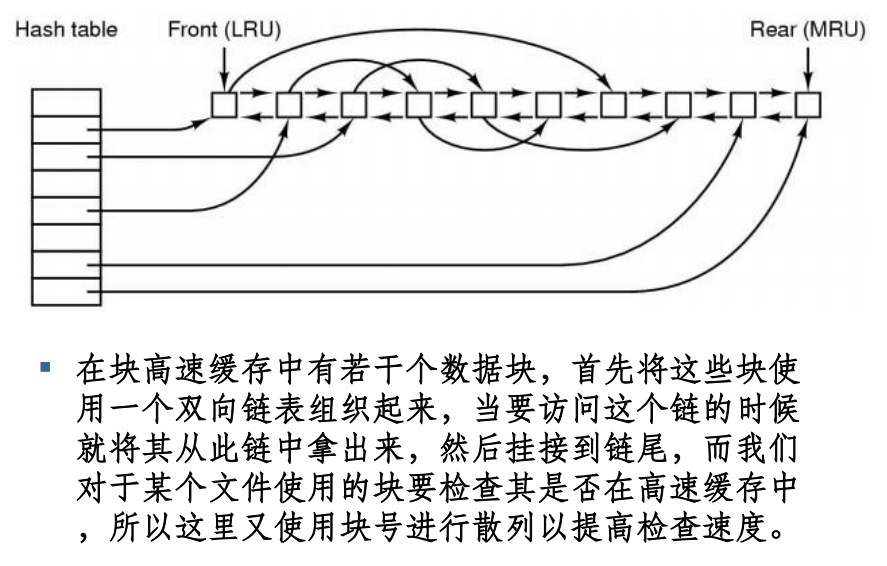 Hash table
Front (LRU)
Rear (MRU)
在块高速缓存中有若干个数据块，首先将这些块使
用一个双向链表组织起来，当要访问这个链的时候
就将其从此链中拿出来，然后挂接到链尾，而我们
对于某个文件使用的块要检查其是否在高速缓存中
，所以这里又使用块号进行散列以提高检查速度。